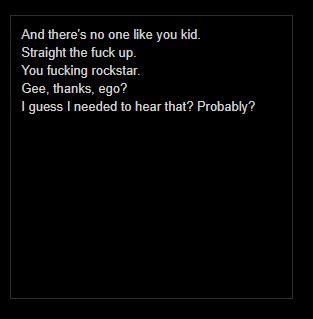 And there's no one like you kid.
Straight the fuck up.
You fucking rockstar.
Gee, thanks, ego?
I guess I needed to hear that? Probably?